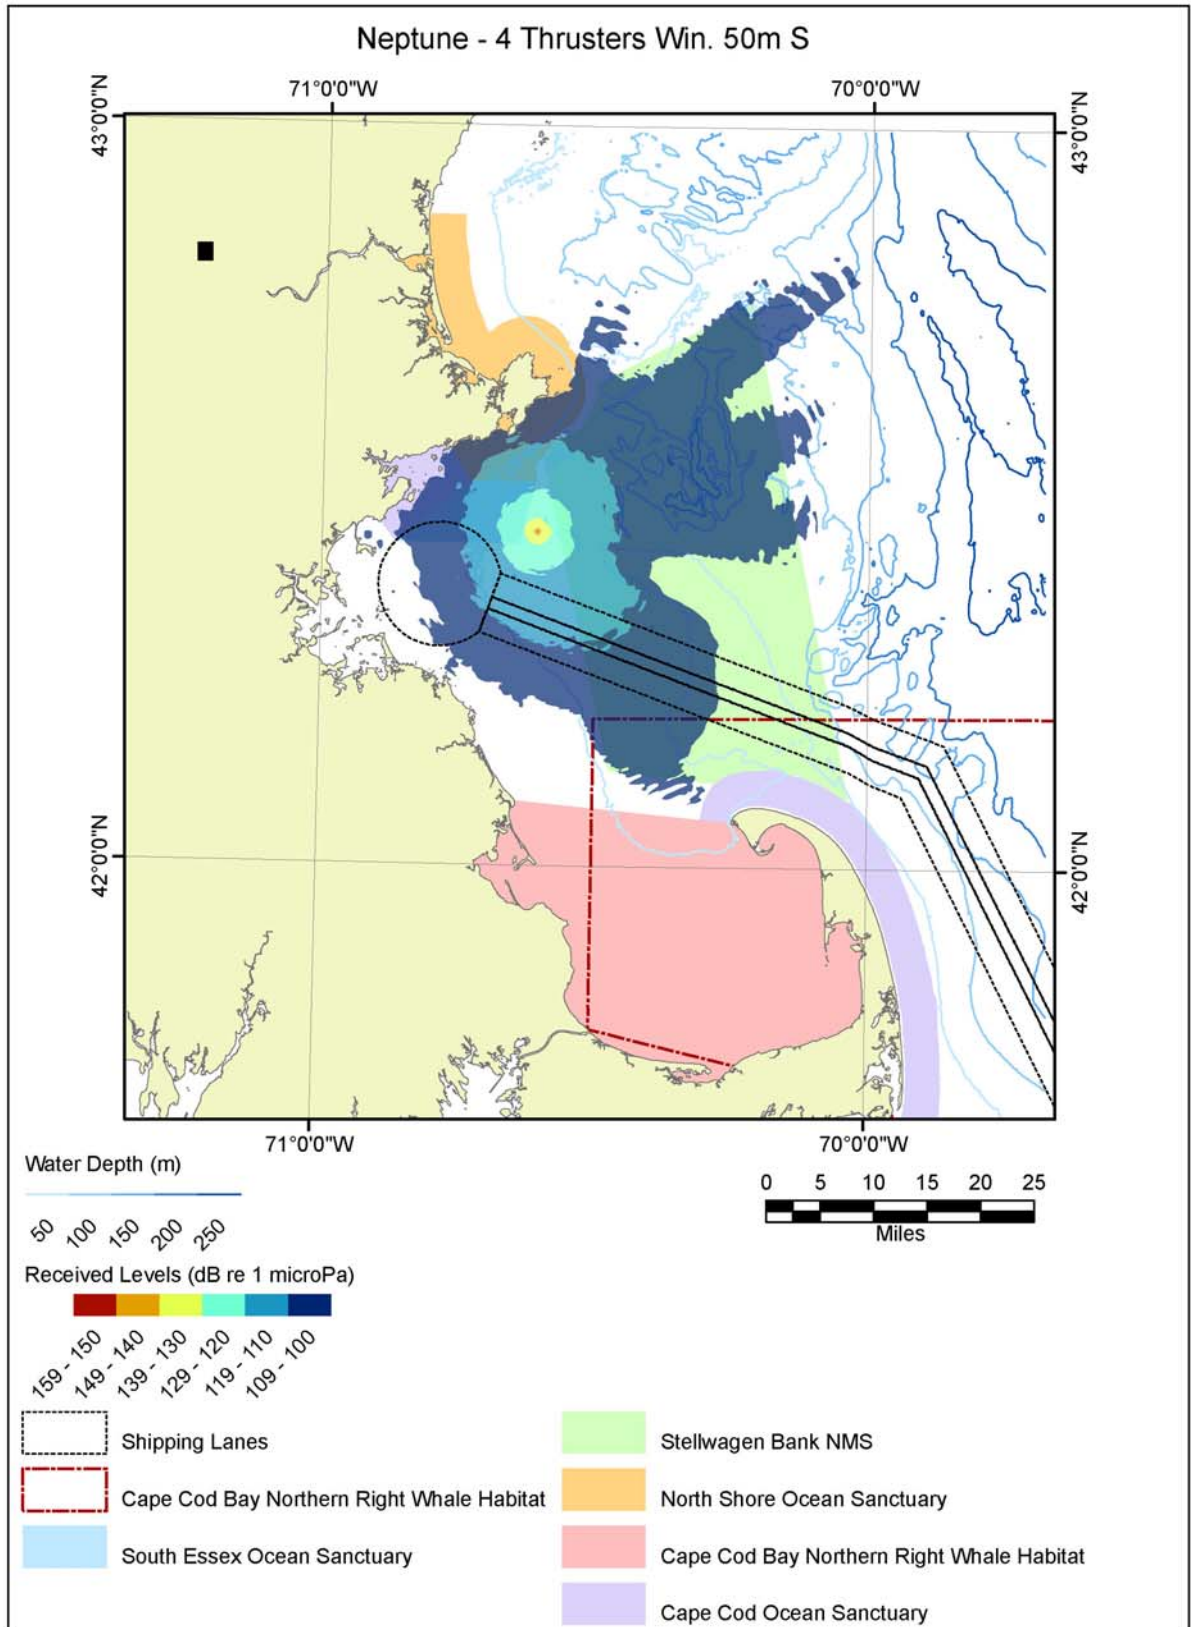 Neptune - 4 Thrusters Win. 50m S
71°0'0"W 70°0'0"W
43°0'0"N 43°0'0"N
42°0'0"N 42°0'0"N
71°0'0"W 70°0'0"W
Water Depth (m)
50 100 150 200 250
0 5 10 15 20 25
Miles
Received Levels (dB re 1 microPa)
159 - 150 149 - 140 139 - 130 129 - 120 119 - 110 109 - 100
Shipping Lanes
Cape Cod Bay Northern Right Whale Habitat
South Essex Ocean Sanctuary
Stellwagen Bank NMS
North Shore Ocean Sanctuary
Cape Cod Bay Northern Right Whale Habitat
Cape Cod Ocean Sanctuary